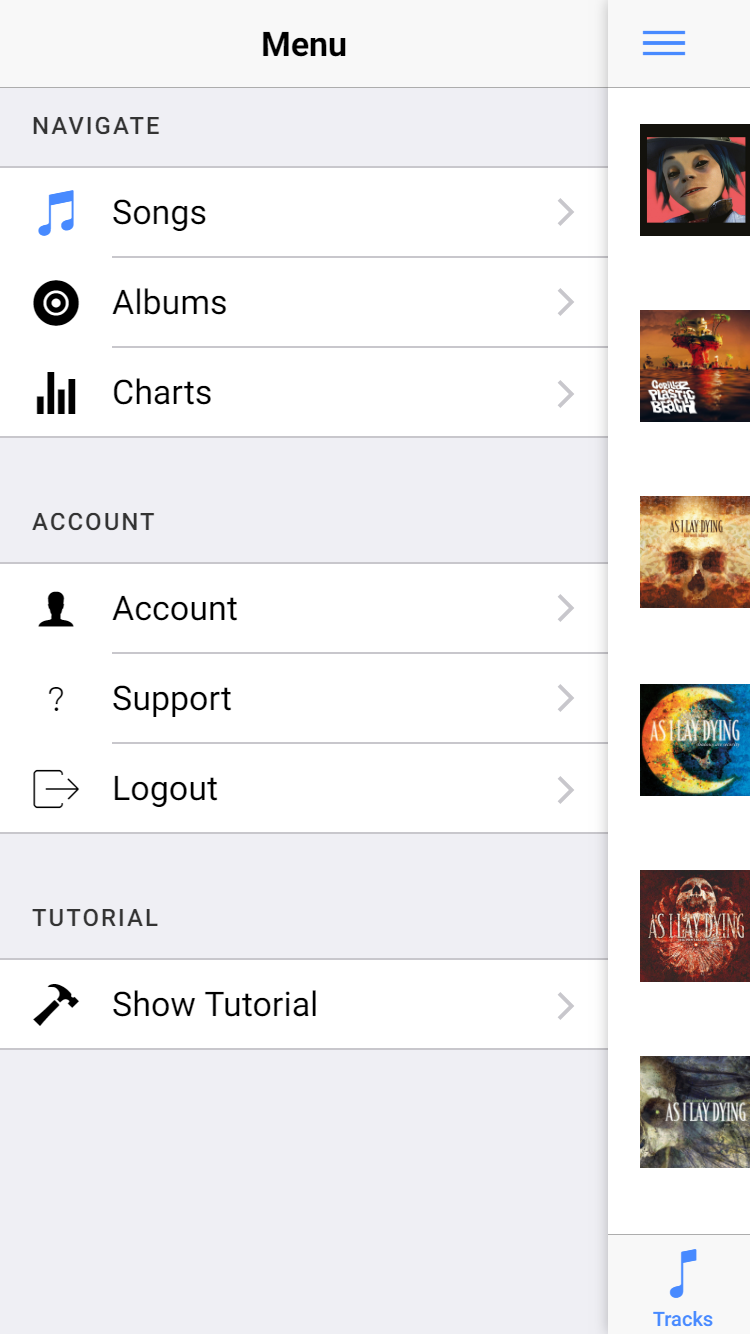 Menu
NAVIGATE
Songs
Albums
Charts
ACCOUNT
Account
Support
Logout
TUTORIAL
Show Tutorial
GORILLAZ
PLASTIC
BEACH
AS I LAY DYING
AS I LAY DYING
AS I LAY DYING
AS I LAY DYING
Tracks